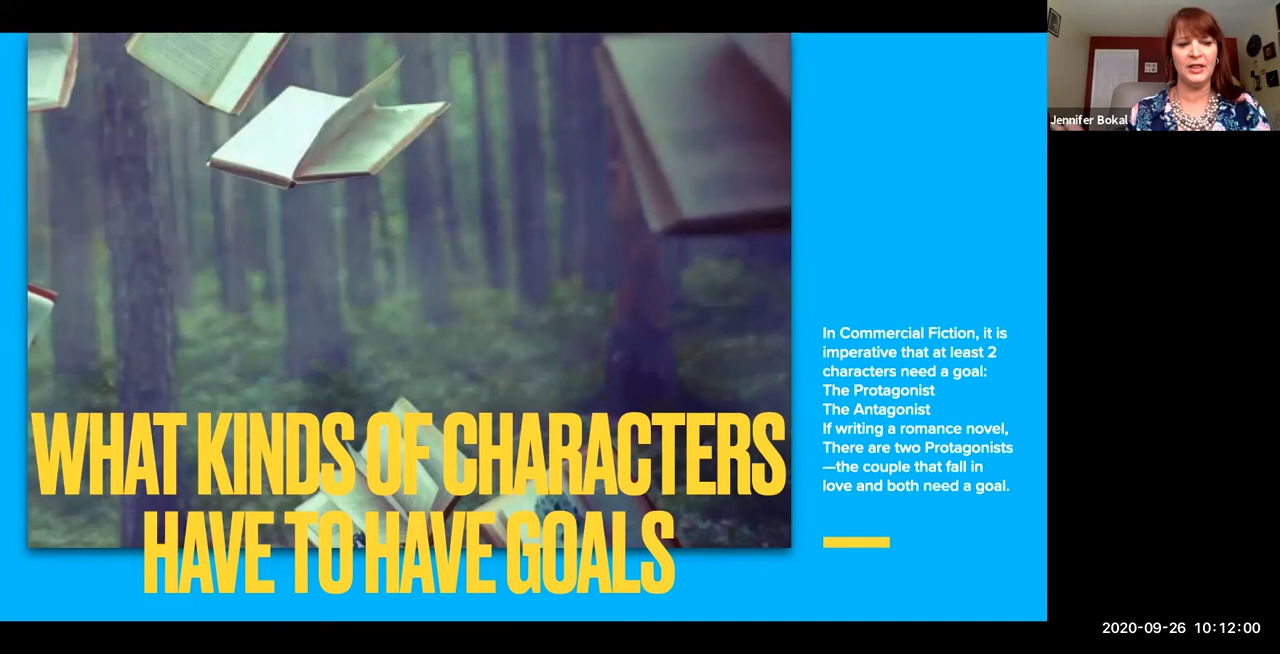 WHAT KINDS OF CHARACTERS
HAVE TO HAVE GOALS
In Commercial Fiction, it is
imperative that at least 2
characters need a goal:
The Protagonist
The Antagonist
If writing a romance novel,
There are two Protagonists
—the couple that fall in
love and both need a goal.
Jennifer Bokal
2020-09-26 10:12:00